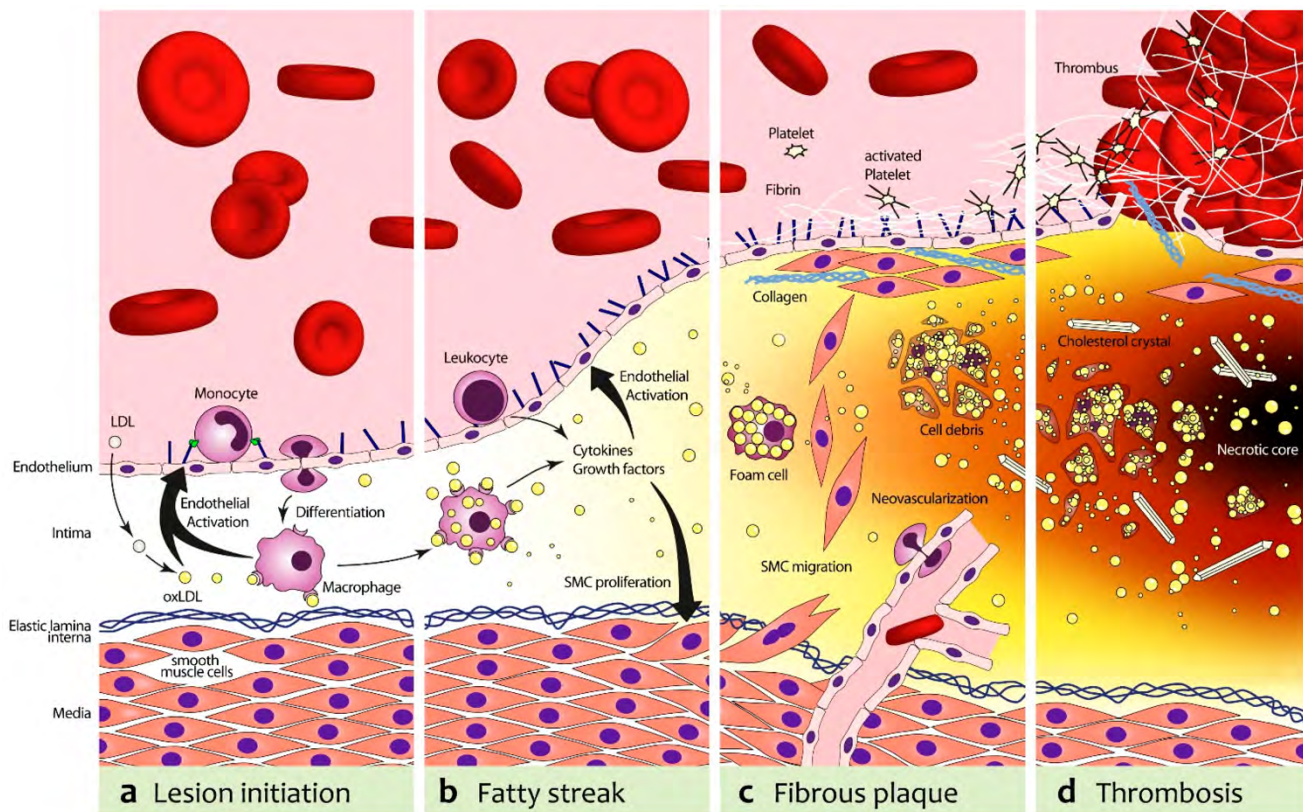 LDL
Monocyte
Endothelium
Endothelial
Activation
Differentiation
Intima
oxLDL
Macrophage
Elastic lamina
interna
smooth
muscle cells
Media
a Lesion initiation
Leukocyte
Endothelial
Activation
Cytokines
Growth factors
SMC proliferation
b Fatty streak
Platelet
activated
Platelet
Fibrin
Collagen
Cell debris
Foam cell
Neovascularization
SMC migration
c Fibrous plaque
Thrombus
Cholesterol crystal
Necrotic core
d Thrombosis